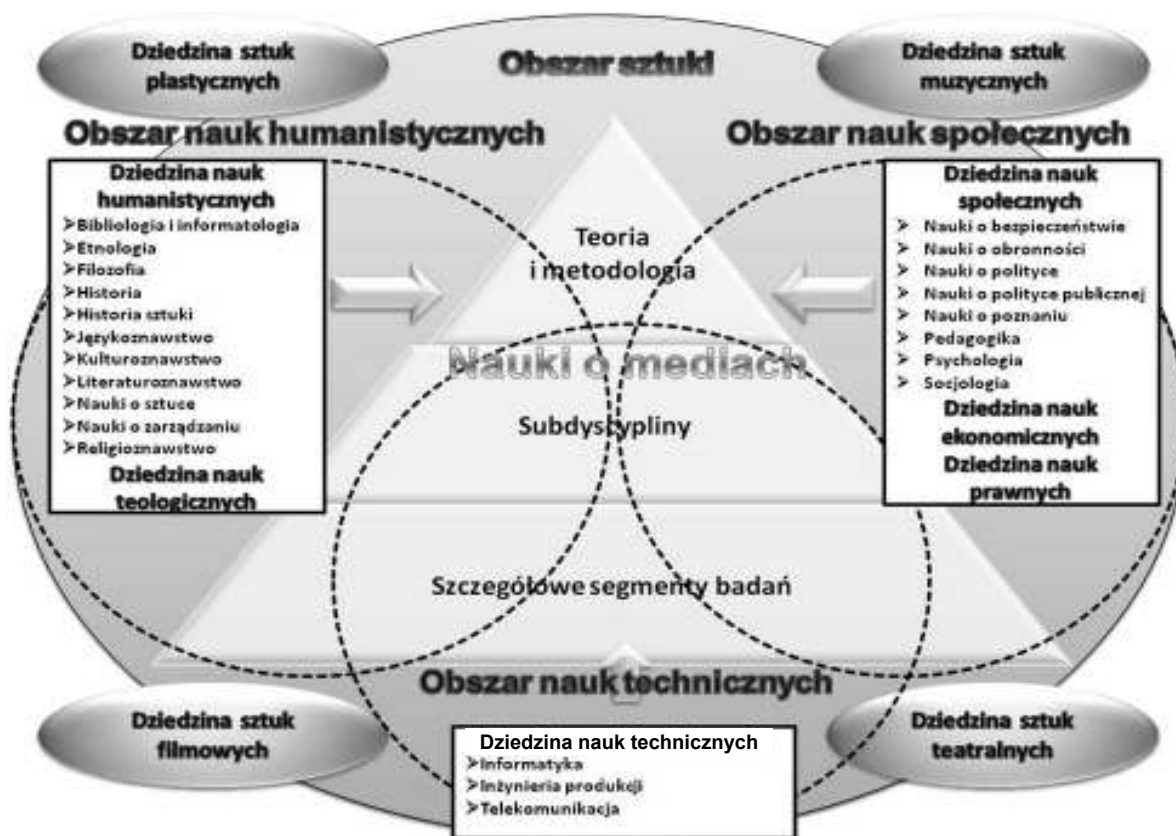 Dziedzina sztuk
plastycznych
Obszar sztuki
Dziedzina sztuk
muzycznych
Obszar nauk humanistycznych
Obszar nauk społecznych
Dziedzina nauk
humanistycznych
➢Bibliologia i informatologia
➢Etnologia
➢Filozofia
➢Historia
➢Historia sztuki
➢Językoznawstwo
➢Kulturoznawstwo
➢Literaturoznawstwo
➢Nauki o sztuce
➢Nauki o zarządzaniu
➢Religioznawstwo
Dziedzina nauk
teologicznych
Teoria
i metodologia
Nauki o mediach
Subdyscypliny
Szczegółowe segmenty badań
Dziedzina nauk
społecznych
➢ Nauki o bezpieczeństwie
➢ Nauki o obronności
➢ Nauki o polityce
➢ Nauki o polityce publicznej
➢ Nauki o poznaniu
➢ Pedagogika
➢ Psychologia
➢ Socjologia
Dziedzina nauk
ekonomicznych
Dziedzina nauk
prawnych
Obszar nauk technicznych
Dziedzina sztuk
filmowych
Dziedzina nauk technicznych
➢Informatyka
➢Inżynieria produkcji
➢Telekomunikacja
Dziedzina sztuk
teatralnych